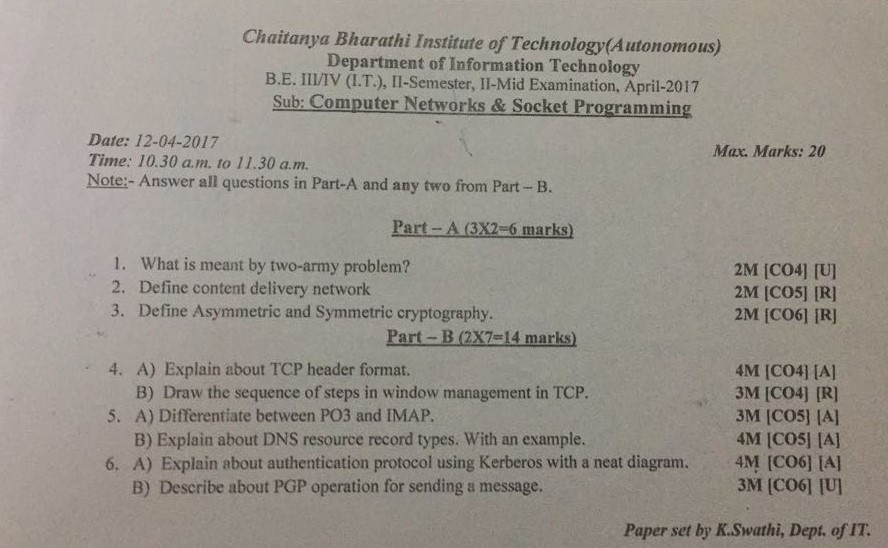 Chaitanya Bharathi Institute of Technology(Autonomous)
Department of Information Technology
B.E. III/IV (I.T.), II-Semester, II-Mid Examination, April-2017
Sub: Computer Networks & Socket Programming
Date: 12-04-2017
Max. Marks: 20
Time: 10.30 a.m. to 11.30 a.m.
Note:- Answer all questions in Part-A and any two from Part – B.
Part – A (3X2=6 marks)
1. What is meant by two-army problem? 2M [CO4] [U]
2. Define content delivery network 2M [CO5] [R]
3. Define Asymmetric and Symmetric cryptography. 2M [CO6] [R]
Part – B (2X7=14 marks)
4. A) Explain about TCP header format. 4M [CO4] [A]
B) Draw the sequence of steps in window management in TCP. 3M [CO4] [R]
5. A) Differentiate between PO3 and IMAP. 3M [CO5] [A]
B) Explain about DNS resource record types. With an example. 4M [CO5] [A]
6. A) Explain about authentication protocol using Kerberos with a neat diagram. 4M [CO6] [A]
B) Describe about PGP operation for sending a message. 3M [CO6] [U]
Paper set by K.Swathi, Dept. of IT.